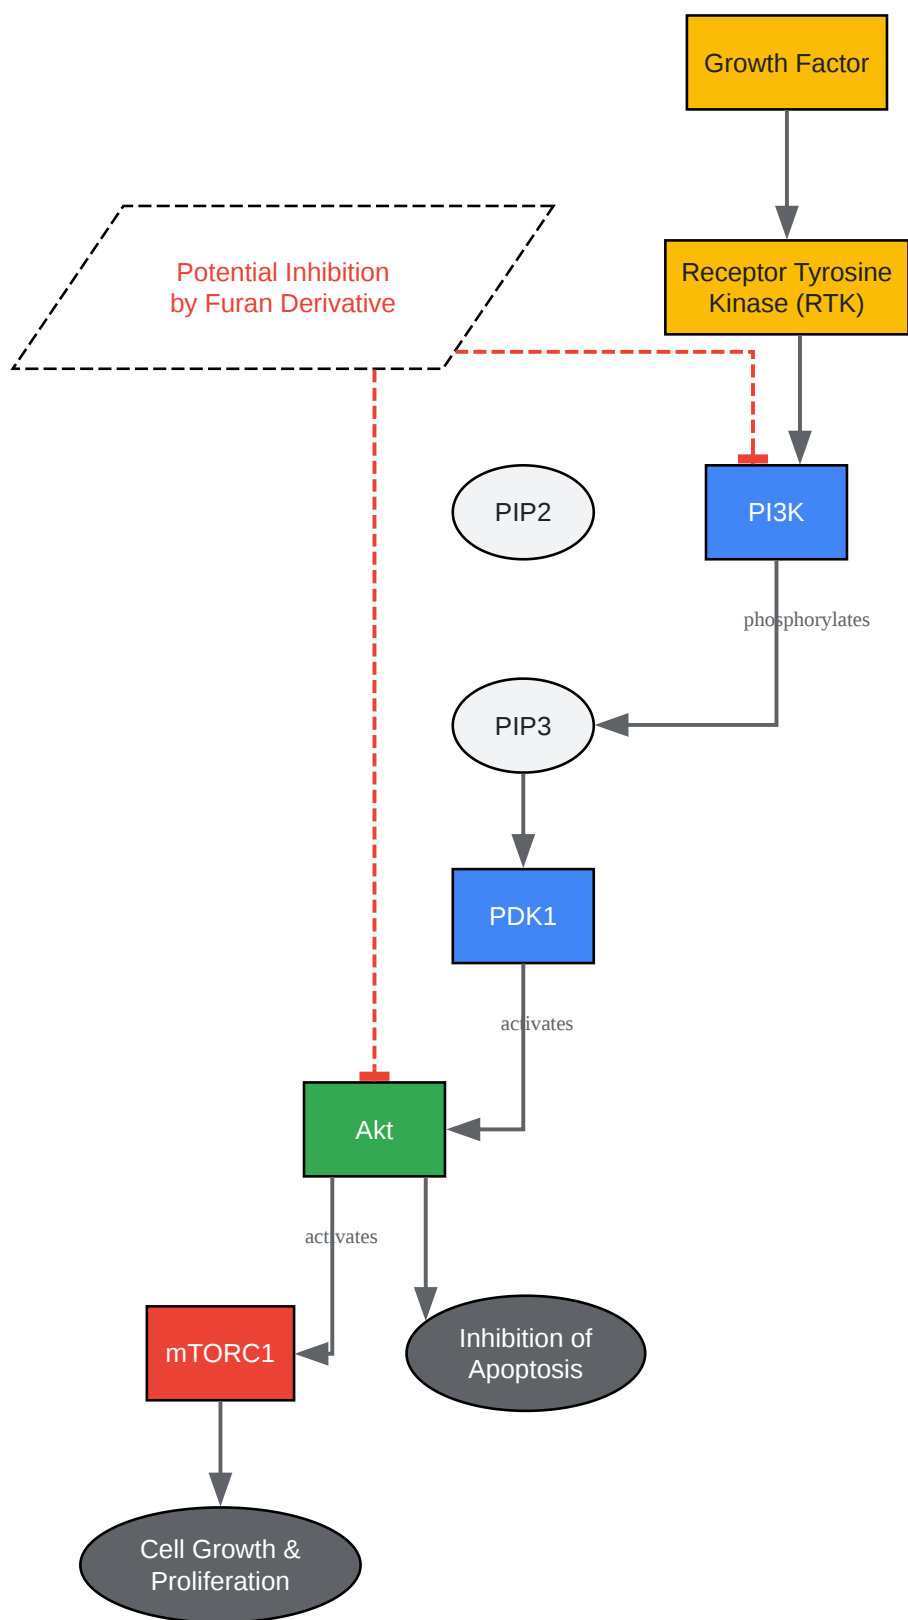 Growth Factor
Potential Inhibition
by Furan Derivative
Receptor Tyrosine
Kinase (RTK)
PIP2
PI3K
phosphorylates
PIP3
PDK1
activates
Akt
activates
mTORC1
Inhibition of
Apoptosis
Cell Growth &
Proliferation